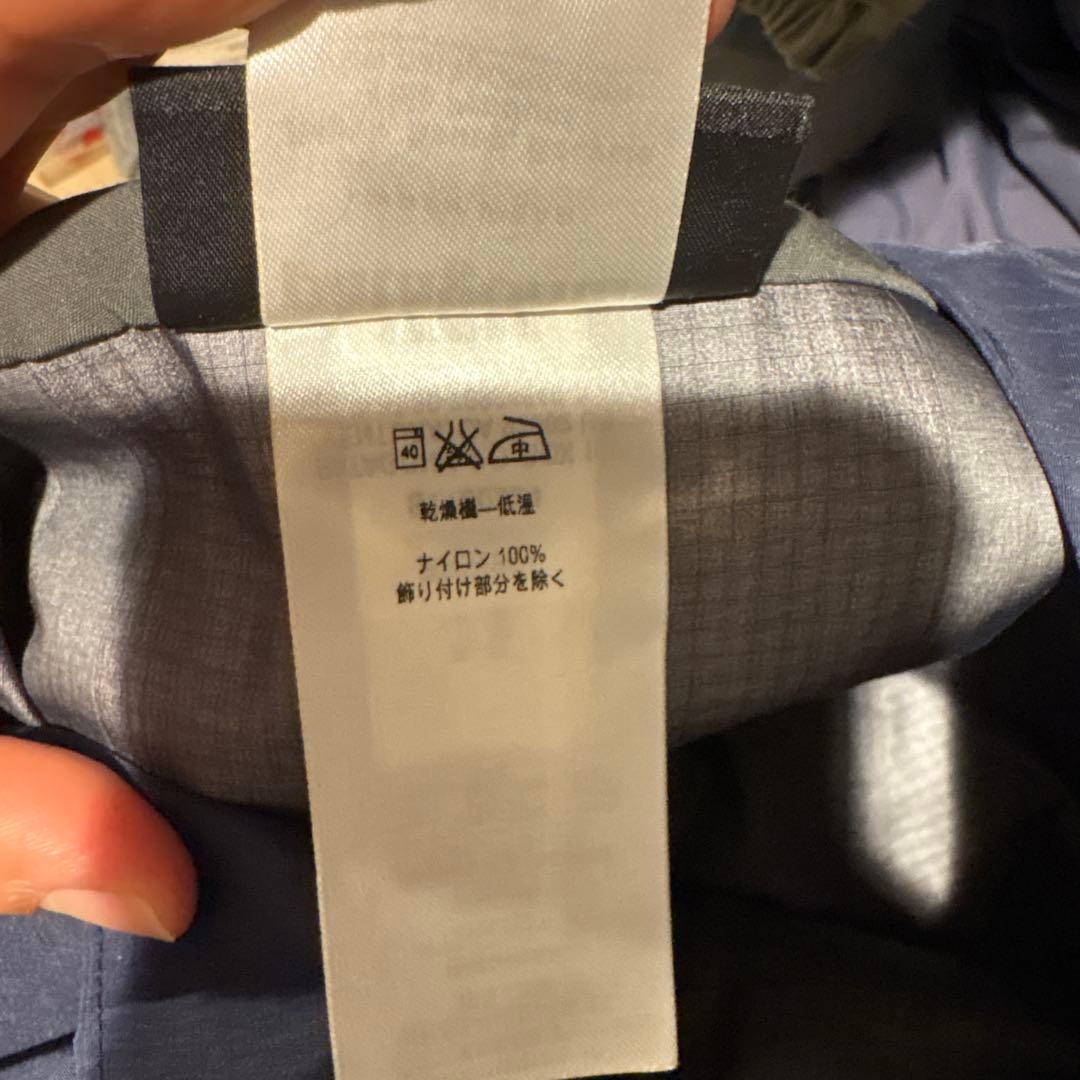 40 中
乾燥機—低温
ナイロン 100%
飾り付け部分を除く